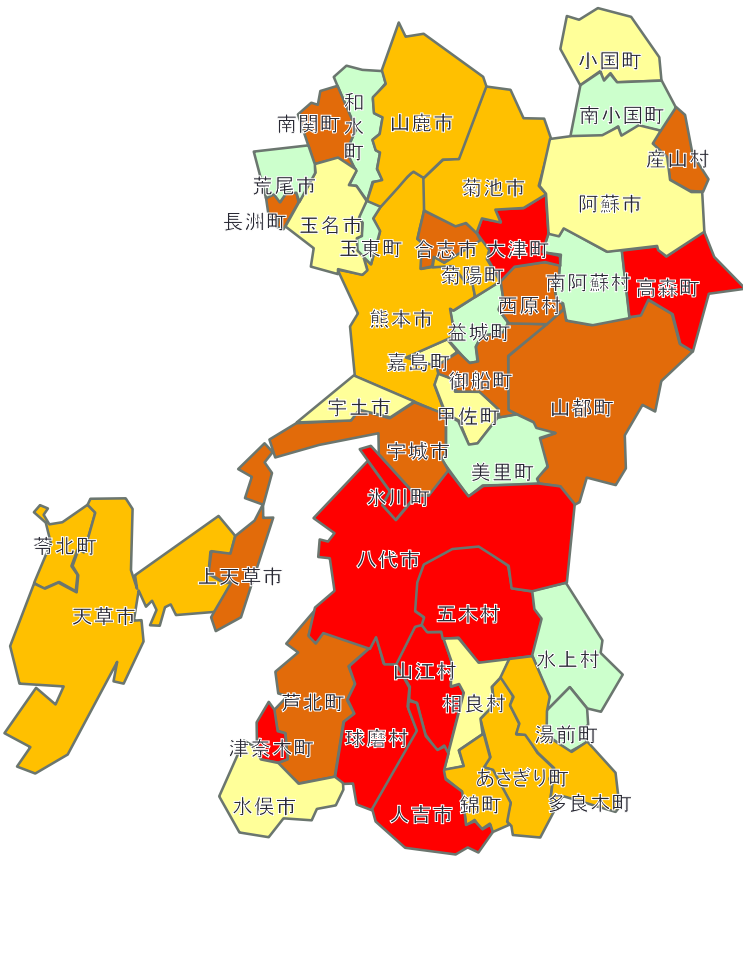 小国町
南小国町
和水町
南関町
山鹿市
産山村
荒尾市
菊池市
阿蘇市
長洲町
玉名市
玉東町
合志市
大津町
菊陽町
南阿蘇村
高森町
西原村
熊本市
益城町
嘉島町
御船町
宇土市
甲佐町
山都町
宇城市
美里町
氷川町
苓北町
八代市
上天草市
天草市
五木村
水上村
山江村
芦北町
相良村
津奈木町
球磨村
湯前町
あさぎり町
水俣市
錦町
多良木町
人吉市